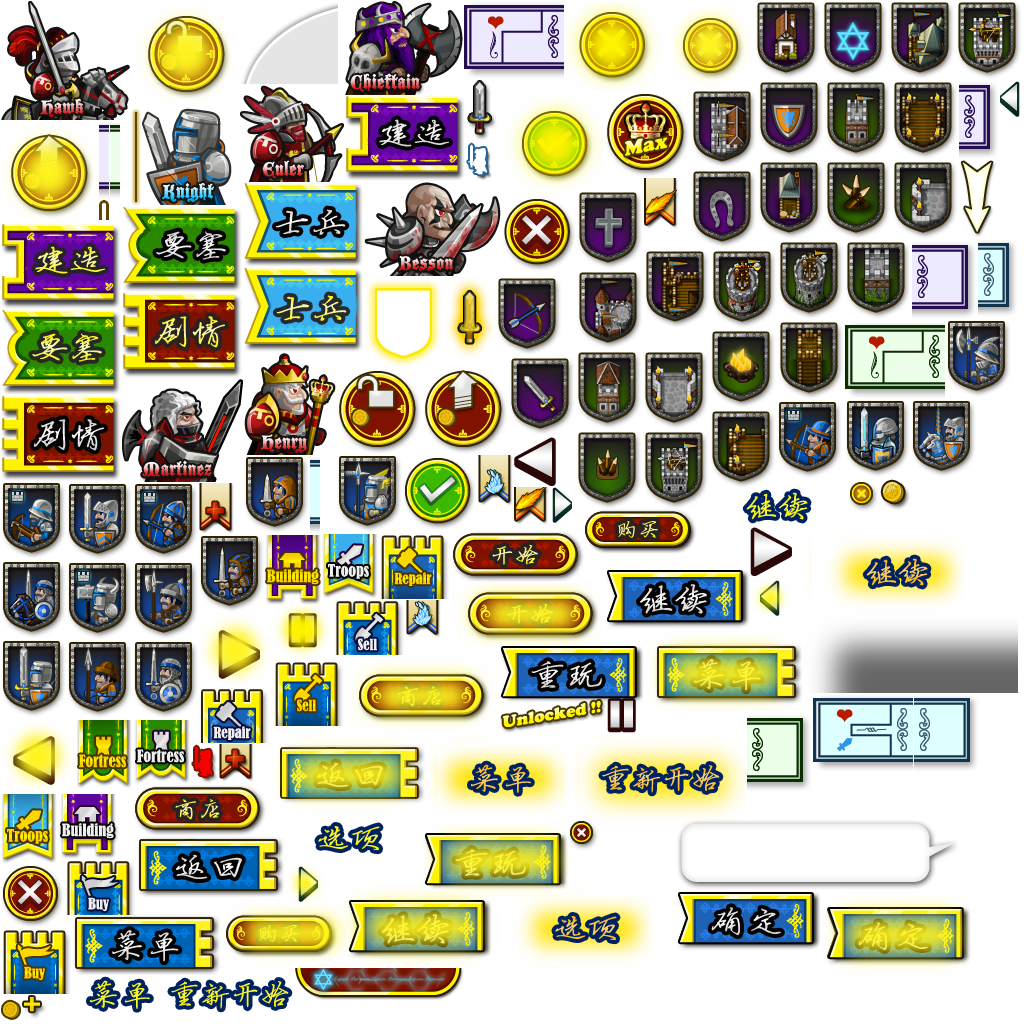 Hawk
Chieftain
建造
Max
Knight
Euler
士兵
要塞
建造
Besson
士兵
剧情
要塞
剧情
Martinez
Henry
继续
购买
开始
Building
Troops
Repair
继续
继续
开始
Sell
重玩
菜单
Sell
商店
Repair
Unlocked !!
Fortress
Fortress
返回
菜单
重新开始
Troops
Building
商店
选项
返回
重玩
Buy
菜单
购买
继续
选项
确定
确定
Buy
菜单
重新开始